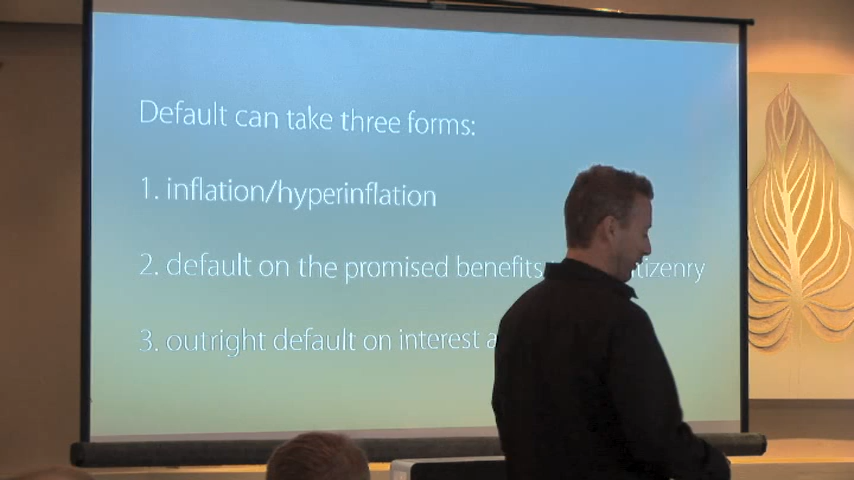 Default can take three forms:
1. inflation/hyperinflation
2. default on the promised benefits
3. outright default on interest